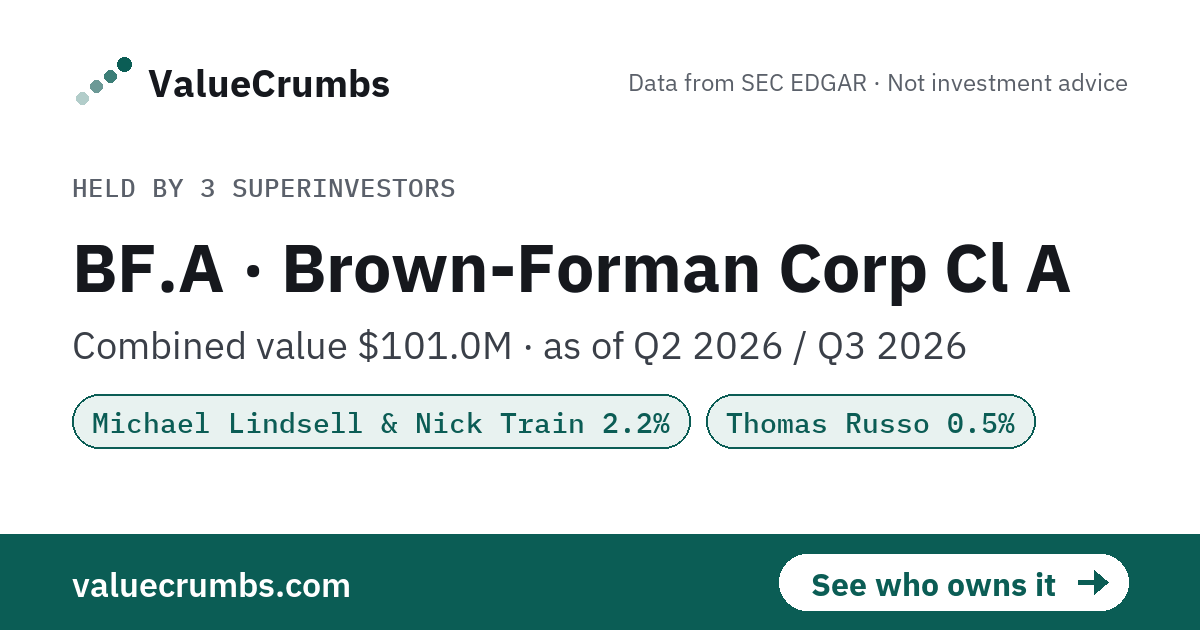 ValueCrumbs
Data from SEC EDGAR · Not investment advice
HELD BY 3 SUPERINVESTORS
BF.A · Brown-Forman Corp Cl A
Combined value $101.0M · as of Q2 2026 / Q3 2026
Michael Lindsell & Nick Train 2.2%
Thomas Russo 0.5%
valuecrumbs.com
See who owns it